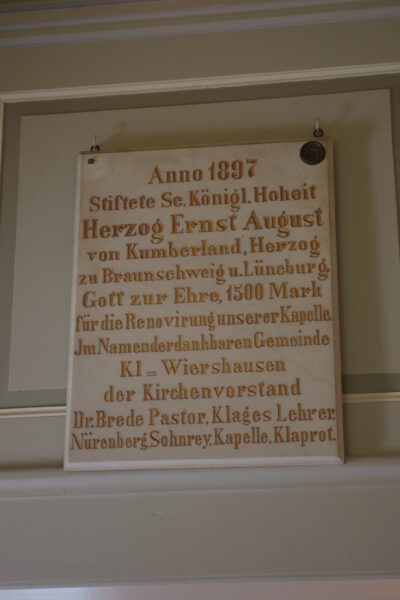 Anno 1897
Stiftete Se. Königl. Hoheit
Herzog Ernst August
von Kumberland, Herzog
zu Braunschweig u. Lüneburg.
Gott zur Ehre, 1500 Mark
für die Renovirung unserer Kapelle.
Jm Namen der dankbaren Gemeinde
Kl = Wiershausen
der Kirchenvorstand
Dr. Brede Pastor. Klages Lehrer.
Nürenberg. Sohnrey, Kapelle, Klaprot.